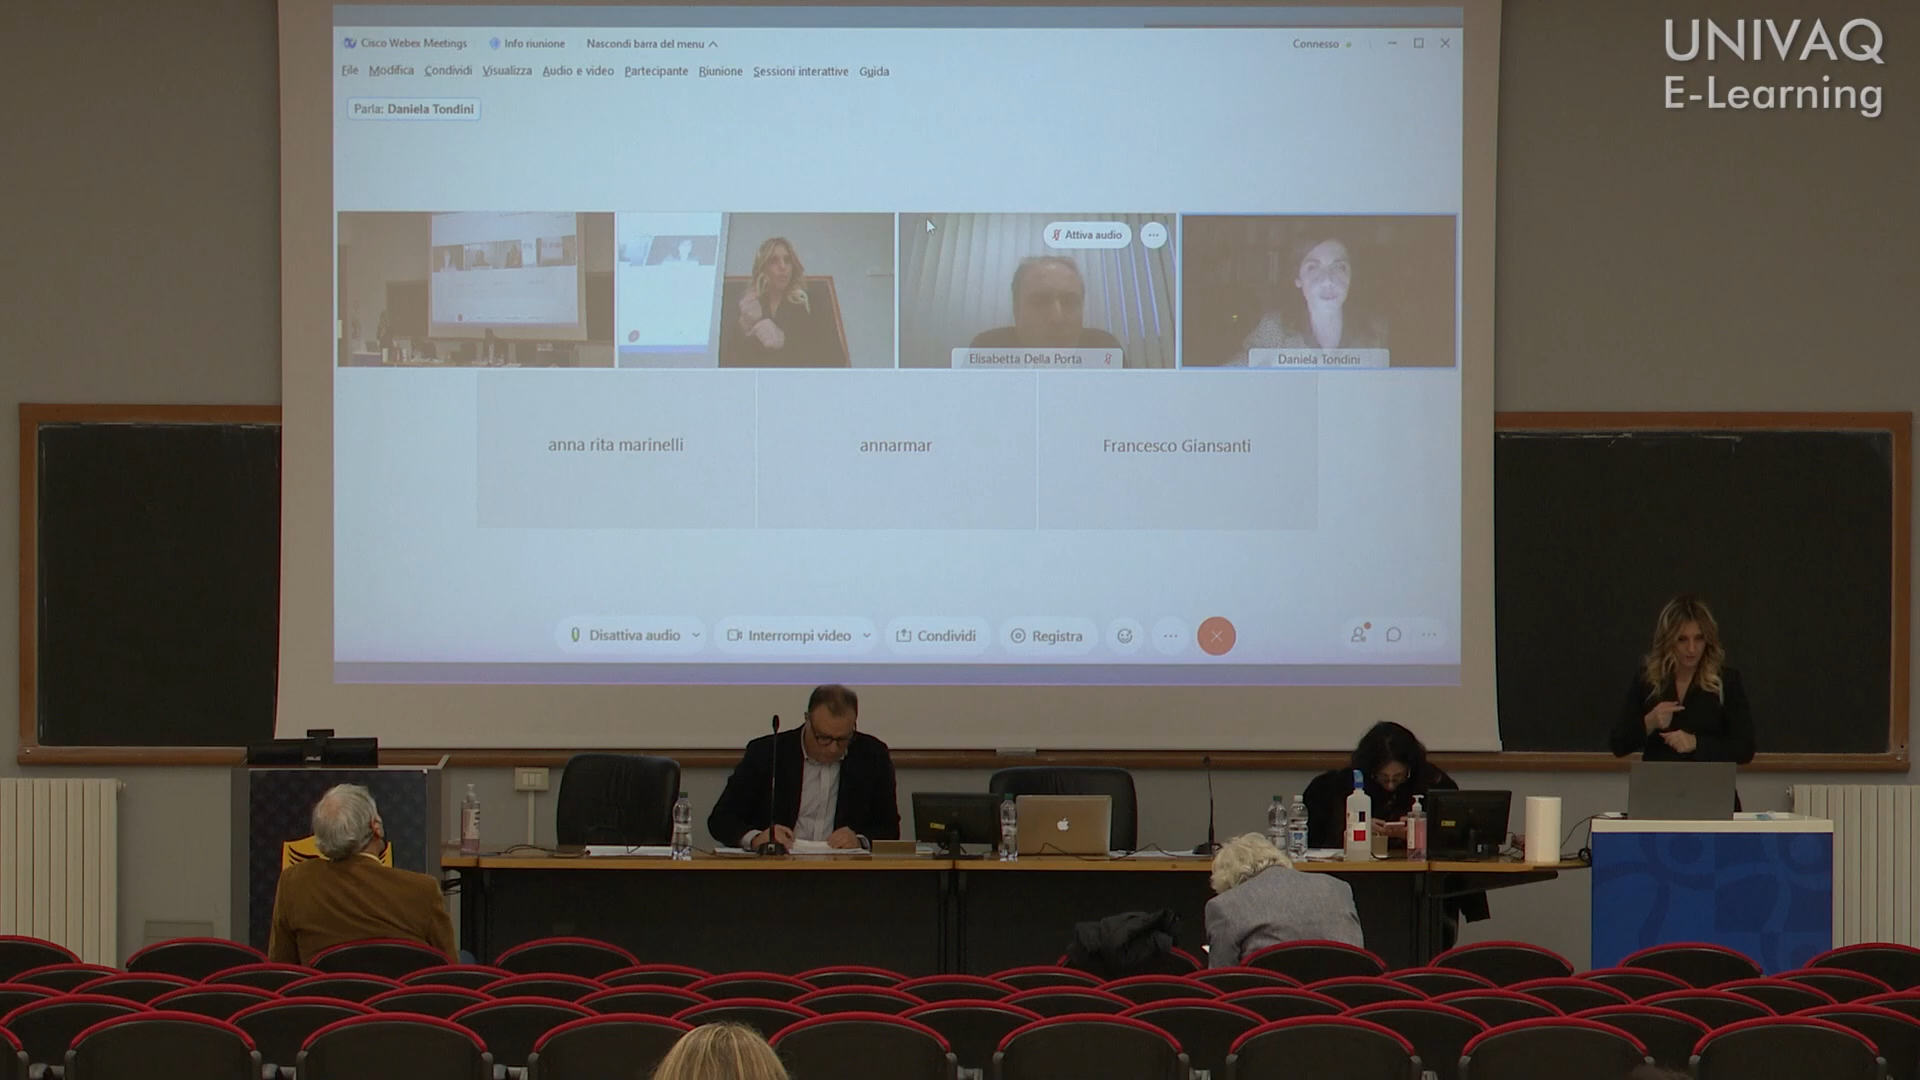 UNIVAQ
E-Learning
Cisco Webex Meetings Info riunione Nascondi barra del menu Connesso
File Modifica Condividi Visualizza Audio e video Partecipante Riunione Sessioni interattive Guida
Parla: Daniela Tondini
Attiva audio
Elisabetta Della Porta
Daniela Tondini
anna rita marinelli
annarmar
Francesco Giansanti
Disattiva audio
Interrompi video
Condividi
Registra